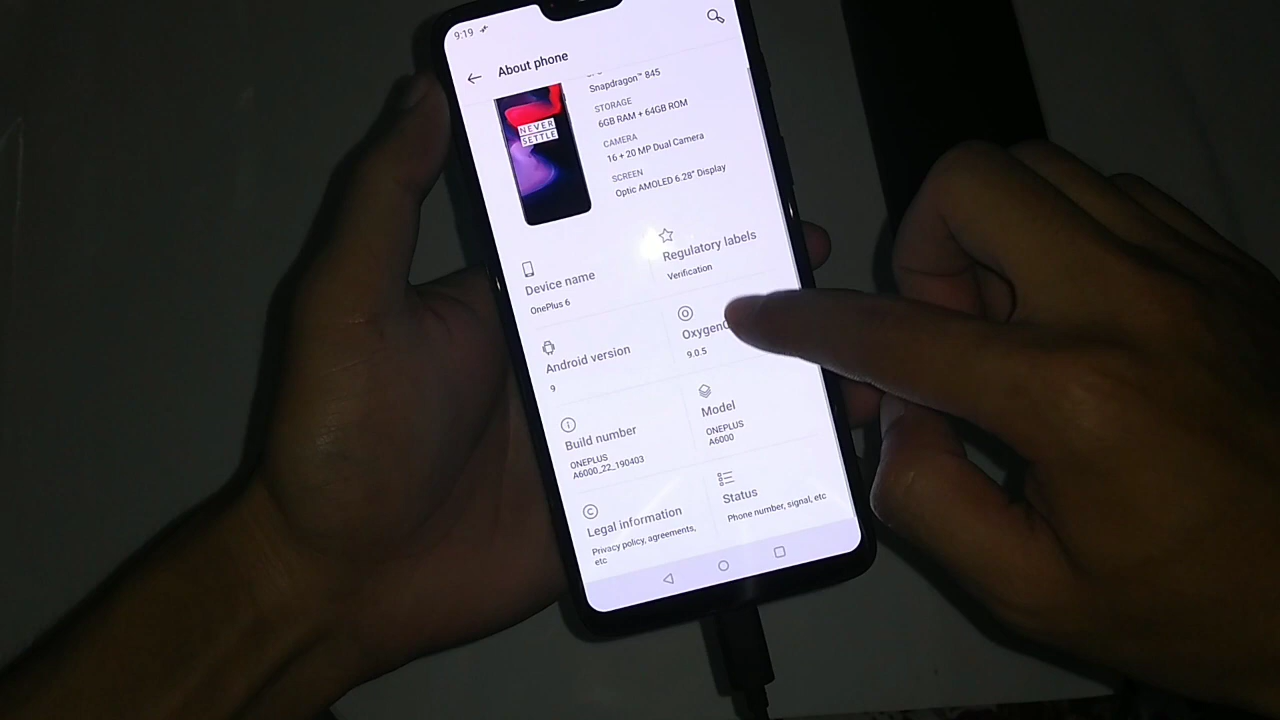 9:19
About phone
Snapdragon™ 845
STORAGE
6GB RAM + 64GB ROM
CAMERA
16 + 20 MP Dual Camera
SCREEN
Optic AMOLED 6.28" Display
NEVER
SETTLE
Device name
OnePlus 6
Regulatory labels
Verification
Android version
9
Oxygen
9.0.5
Build number
ONEPLUS
A6000_22_190403
Model
ONEPLUS
A6000
Legal information
Privacy policy, agreements,
etc
Status
Phone number, signal, etc